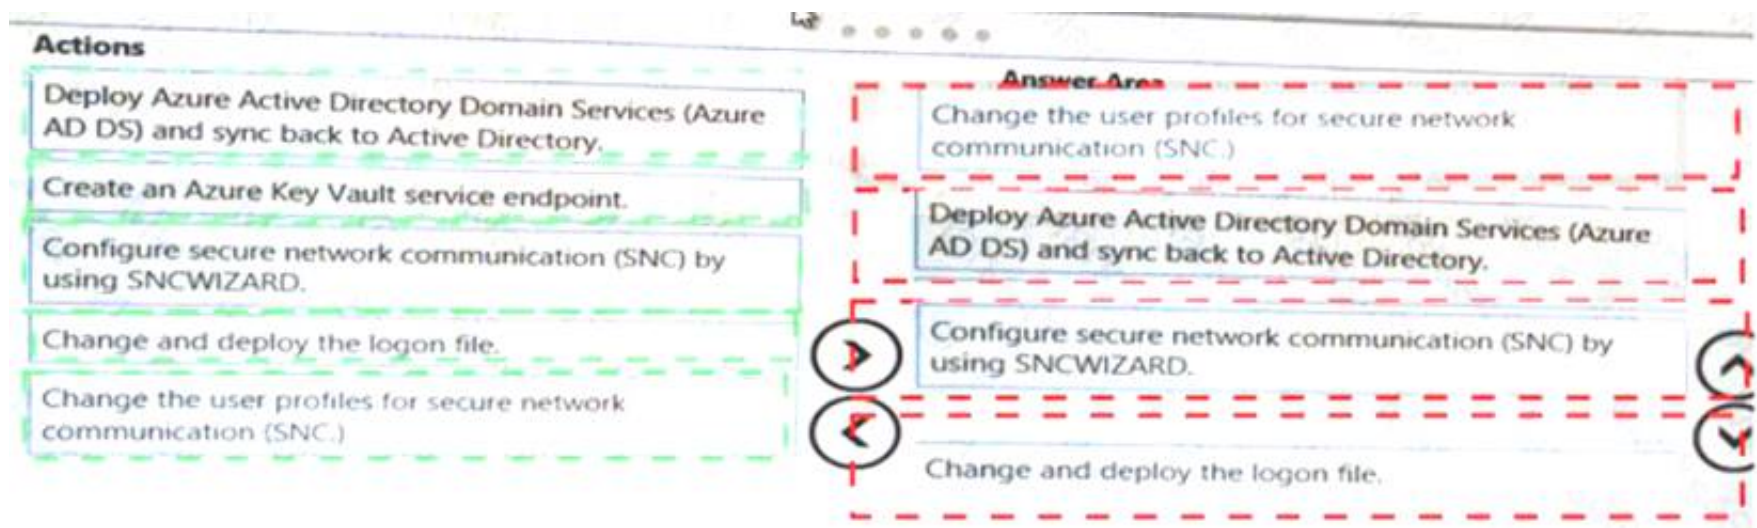 Actions
Deploy Azure Active Directory Domain Services (Azure
AD DS) and sync back to Active Directory.
Create an Azure Key Vault service endpoint.
Configure secure network communication (SNC) by
using SNCWIZARD.
Change and deploy the logon file.
Change the user profiles for secure network
communication (SNC.)
Answer Area
Change the user profiles for secure network
communication (SNC.)
Deploy Azure Active Directory Domain Services (Azure
AD DS) and sync back to Active Directory.
Configure secure network communication (SNC) by
using SNCWIZARD.
Change and deploy the logon file.